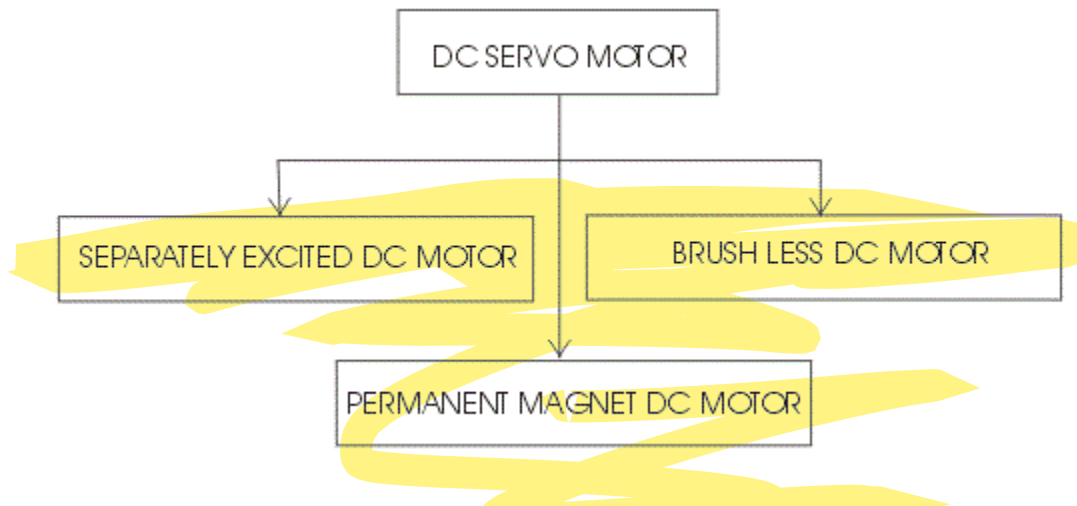 DC SERVO MOTOR
SEPARATELY EXCITED DC MOTOR
BRUSH LESS DC MOTOR
PERMANENT MAGNET DC MOTOR